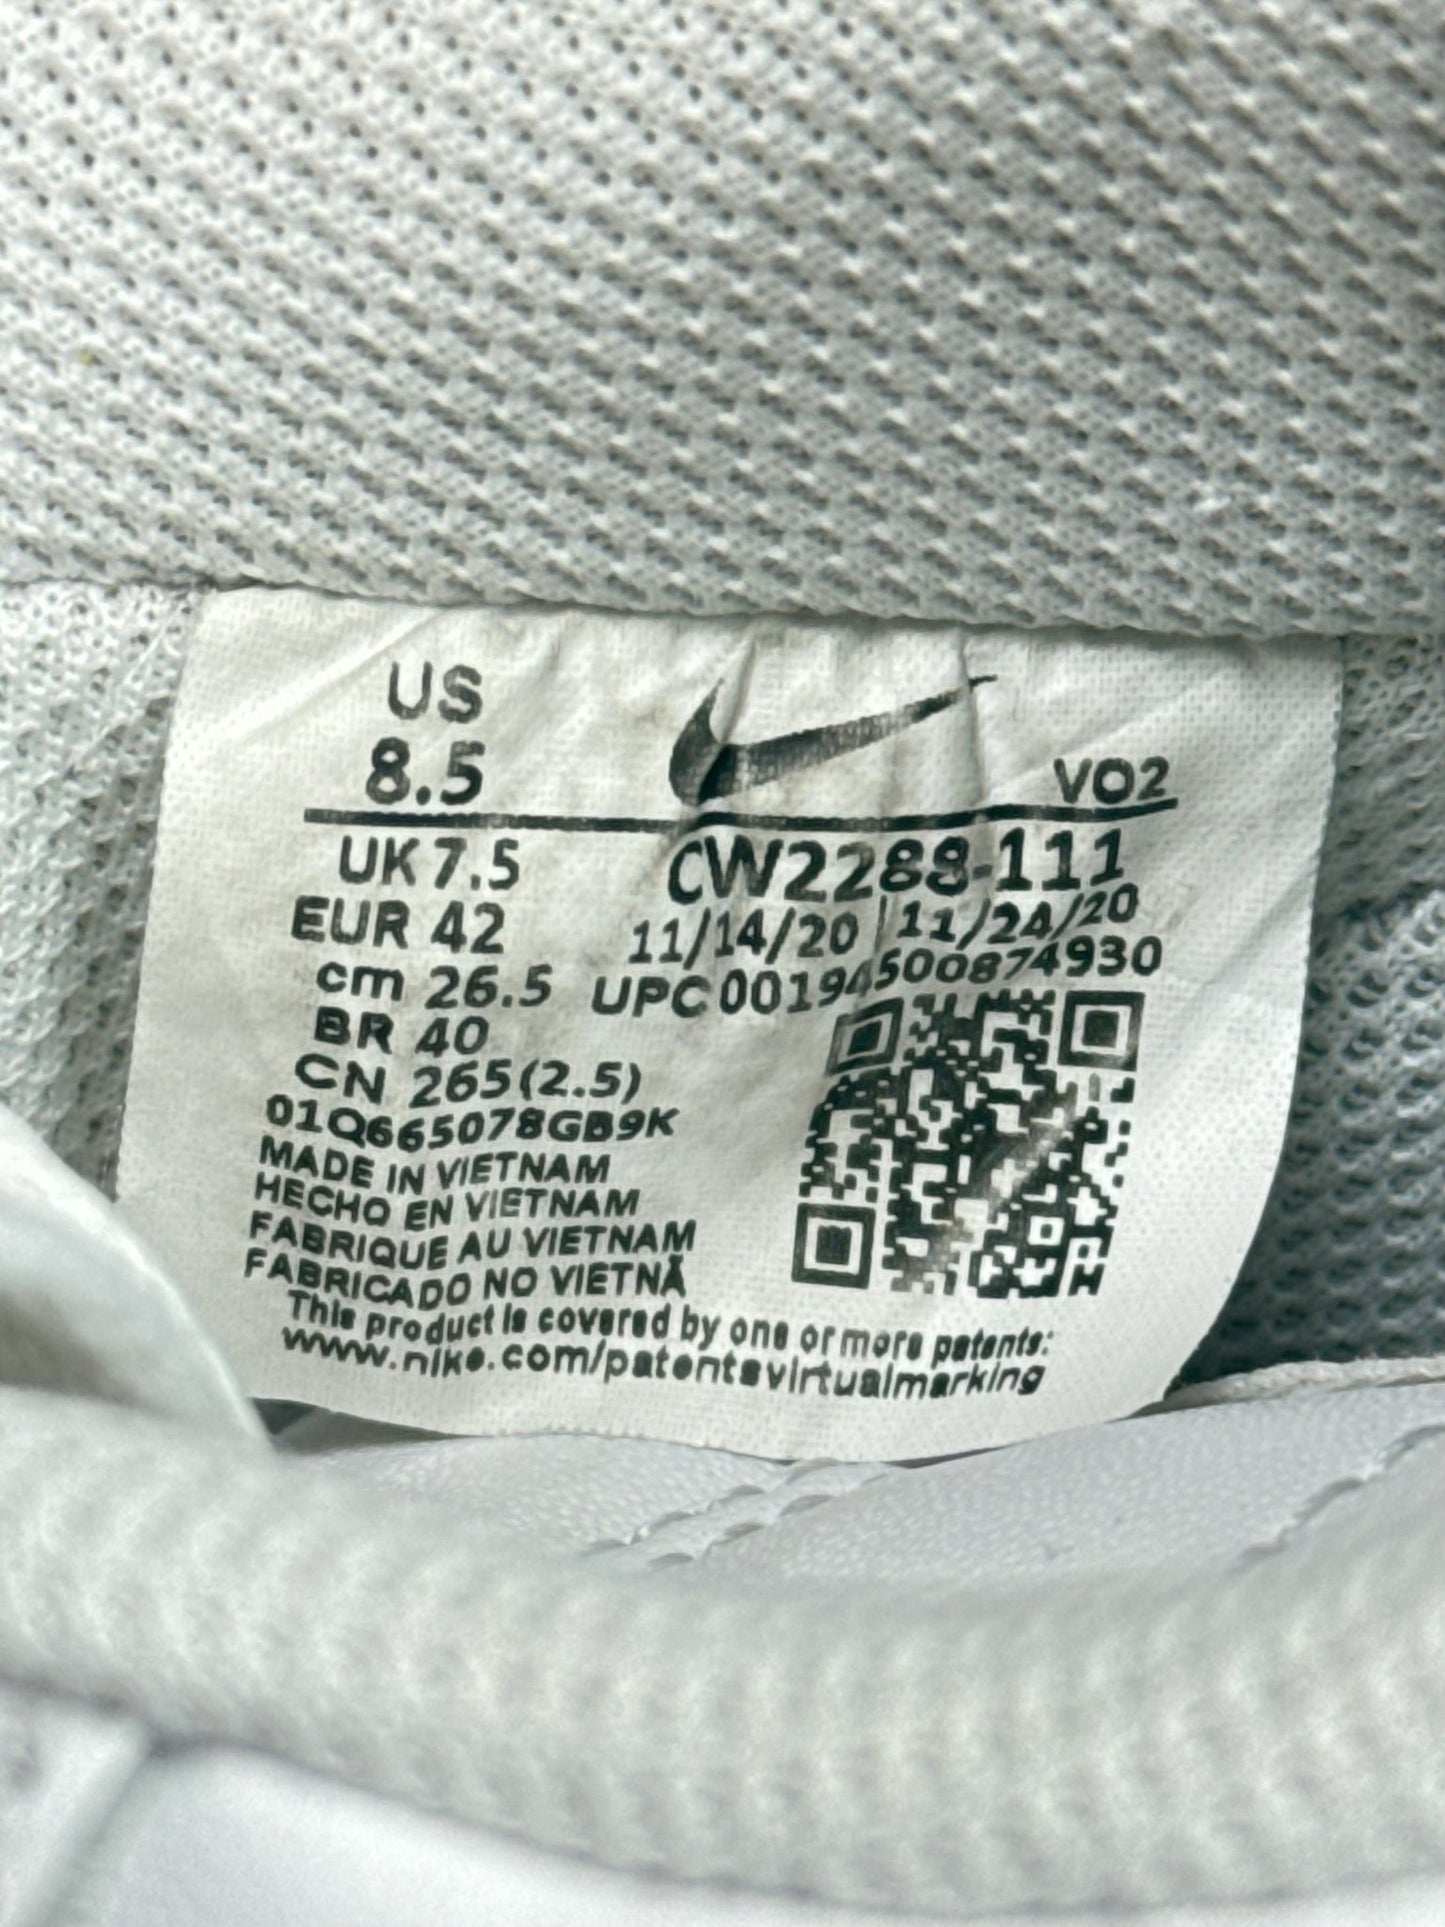 US
8.5
VO2
UK 7.5
CW2288-111
EUR 42
11/14/20 | 11/24/20
cm 26.5
UPC 00194500874930
BR 40
CN 265(2.5)
01Q665078GB9K
MADE IN VIETNAM
HECHO EN VIETNAM
FABRIQUE AU VIETNAM
FABRICADO NO VIETNÃ
This product is covered by one or more patents:
www.nike.com/patentsvirtualmarking